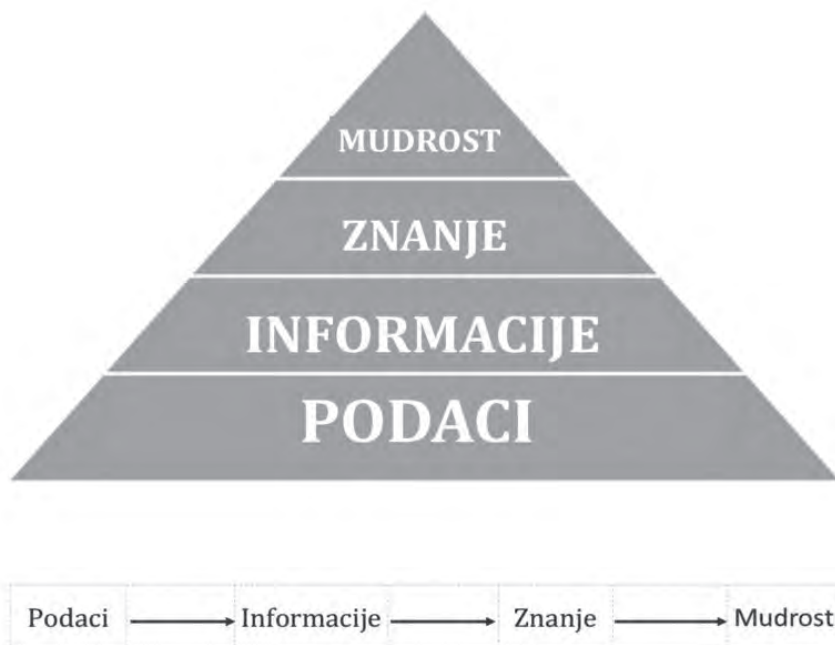 MUDROST
ZNANJE
INFORMACIJE
PODACI
Podaci Informacije Znanje Mudrost